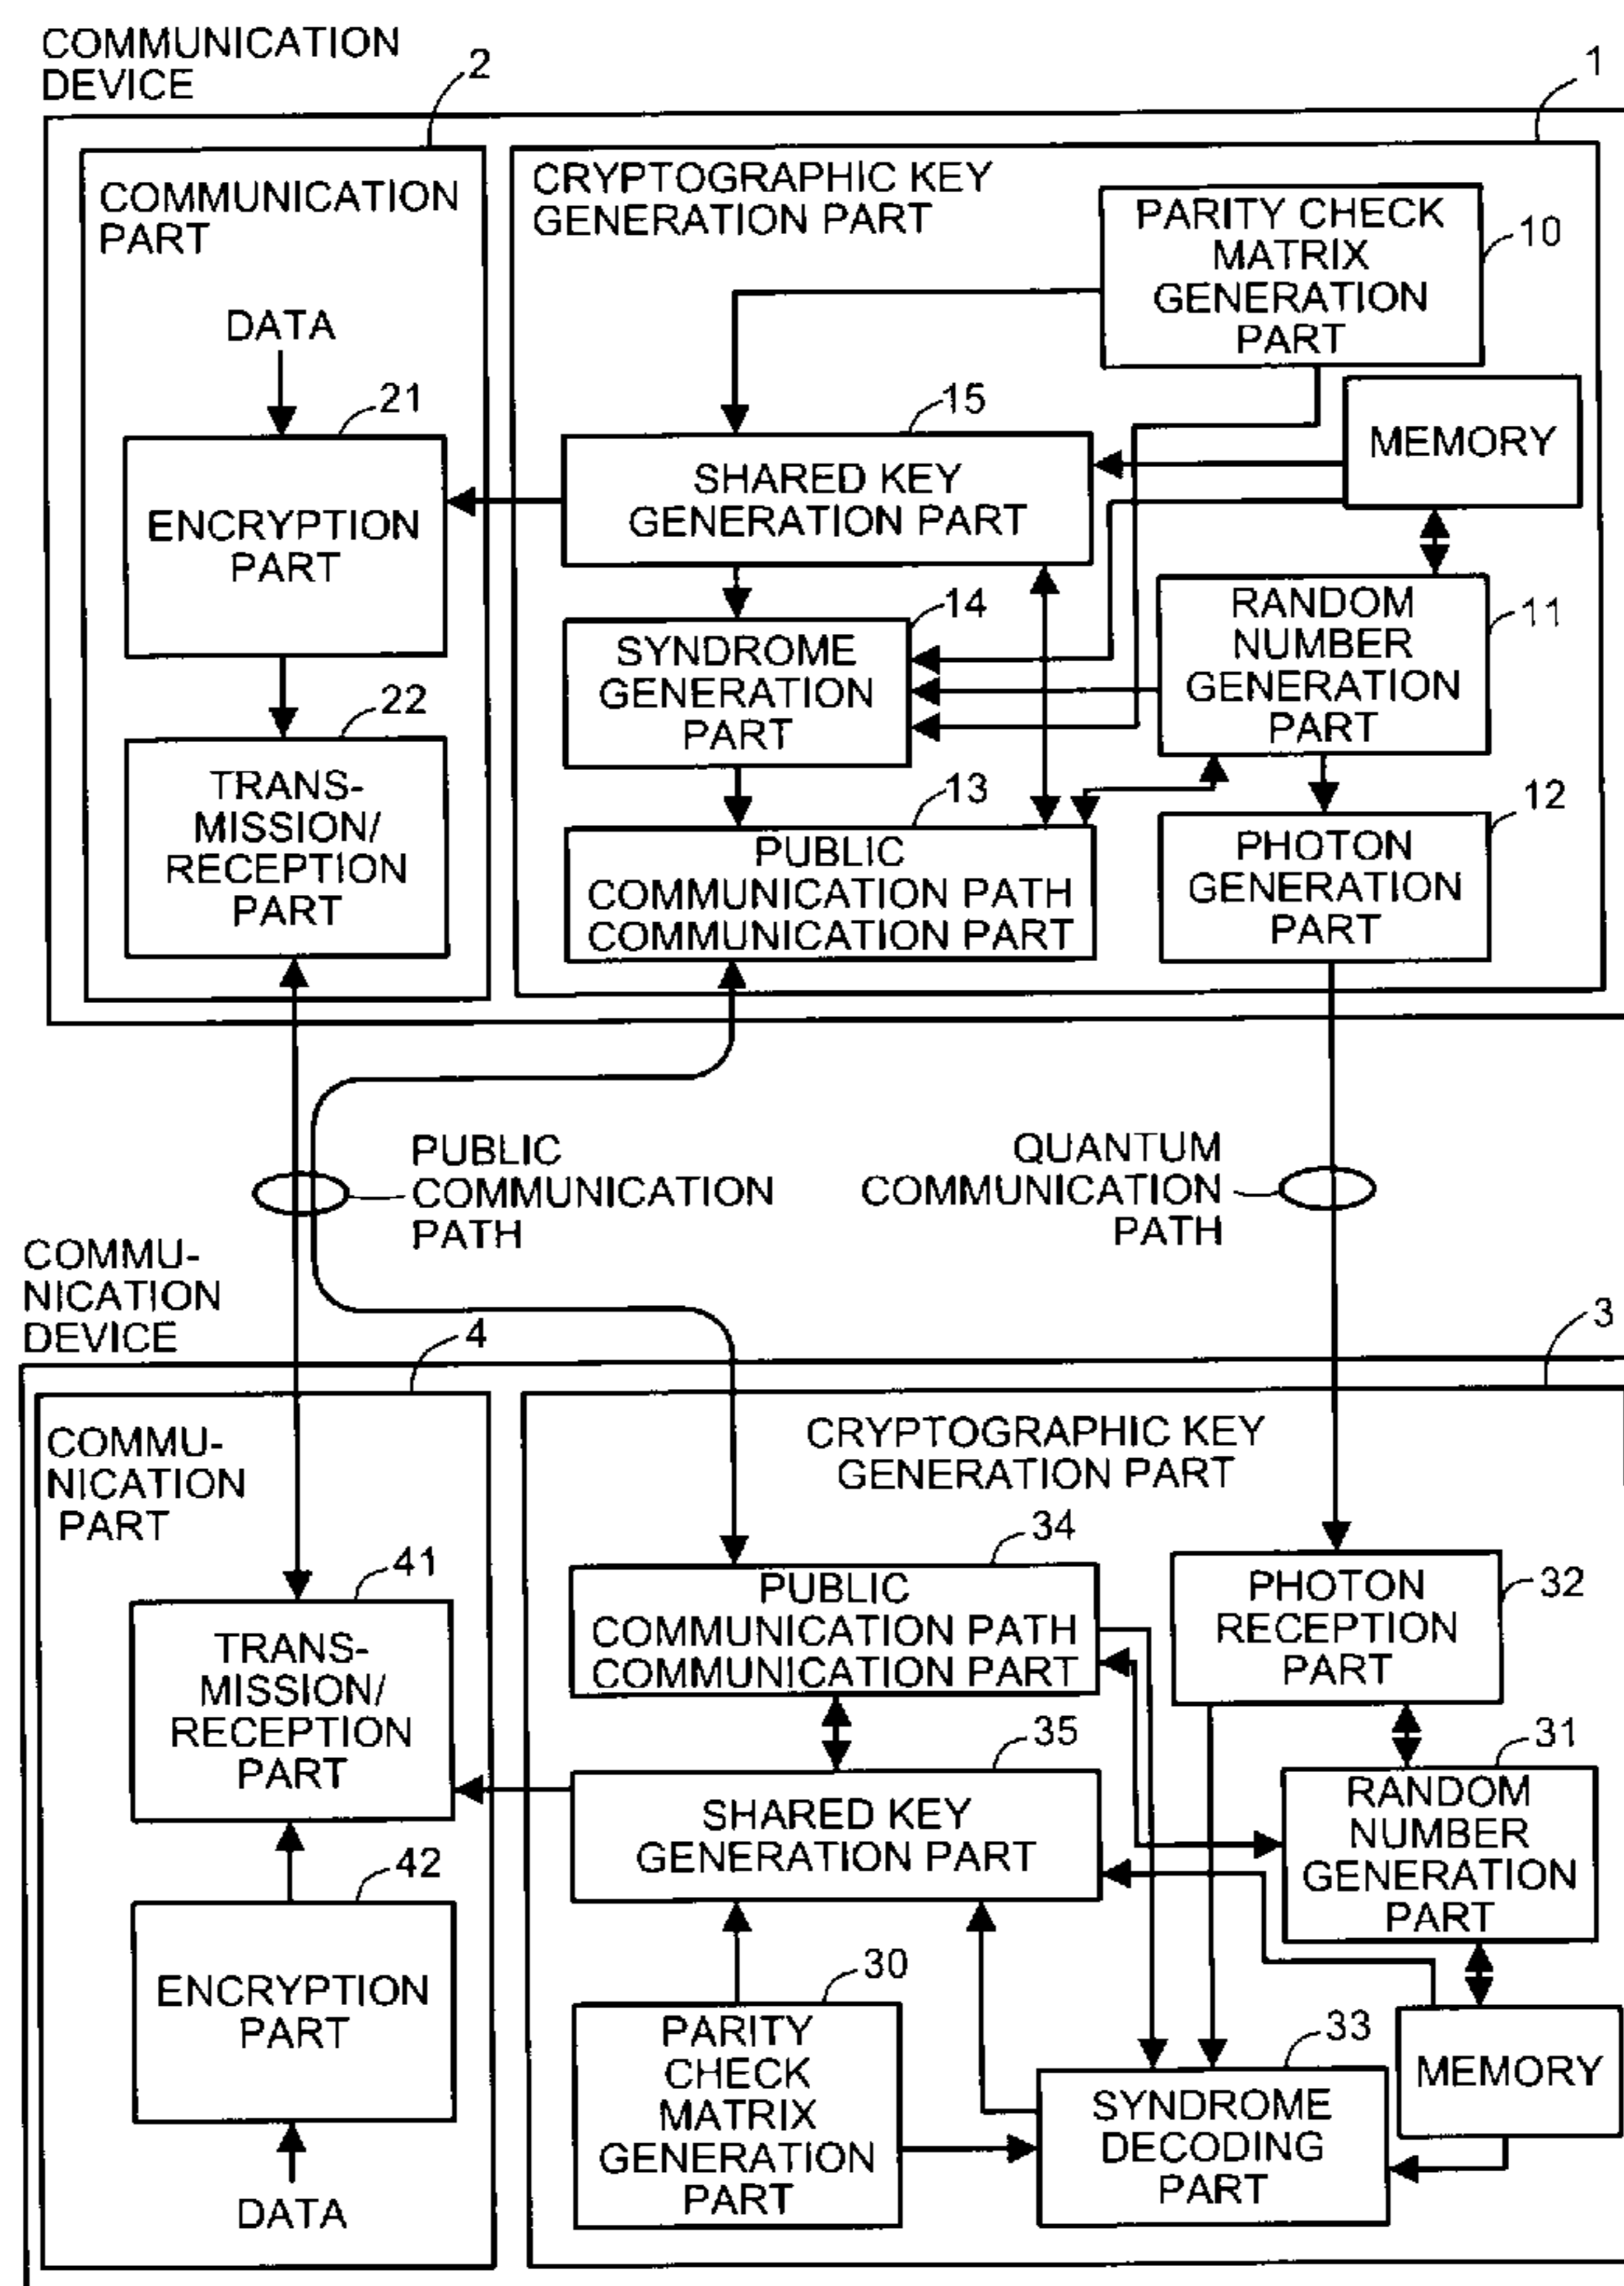 COMMUNICATION
DEVICE
2
1
COMMUNICATION
PART
CRYPTOGRAPHIC KEY
GENERATION PART
PARITY CHECK
MATRIX
GENERATION
PART
10
DATA
21
15
MEMORY
ENCRYPTION
PART
SHARED KEY
GENERATION PART
14
RANDOM
NUMBER
GENERATION
PART
11
SYNDROME
GENERATION
PART
22
TRANS-
MISSION/
RECEPTION
PART
13
12
PUBLIC
COMMUNICATION PATH
COMMUNICATION PART
PHOTON
GENERATION
PART
PUBLIC
COMMUNICATION
PATH
QUANTUM
COMMUNICATION
PATH
COMMU-
NICATION
DEVICE
4
3
COMMU-
NICATION
PART
CRYPTOGRAPHIC KEY
GENERATION PART
34
41
PUBLIC
COMMUNICATION PATH
COMMUNICATION PART
PHOTON
RECEPTION
PART
32
TRANS-
MISSION/
RECEPTION
PART
35
31
SHARED KEY
GENERATION PART
RANDOM
NUMBER
GENERATION
PART
42
ENCRYPTION
PART
30
PARITY
CHECK
MATRIX
GENERATION
PART
33
MEMORY
SYNDROME
DECODING
PART
DATA